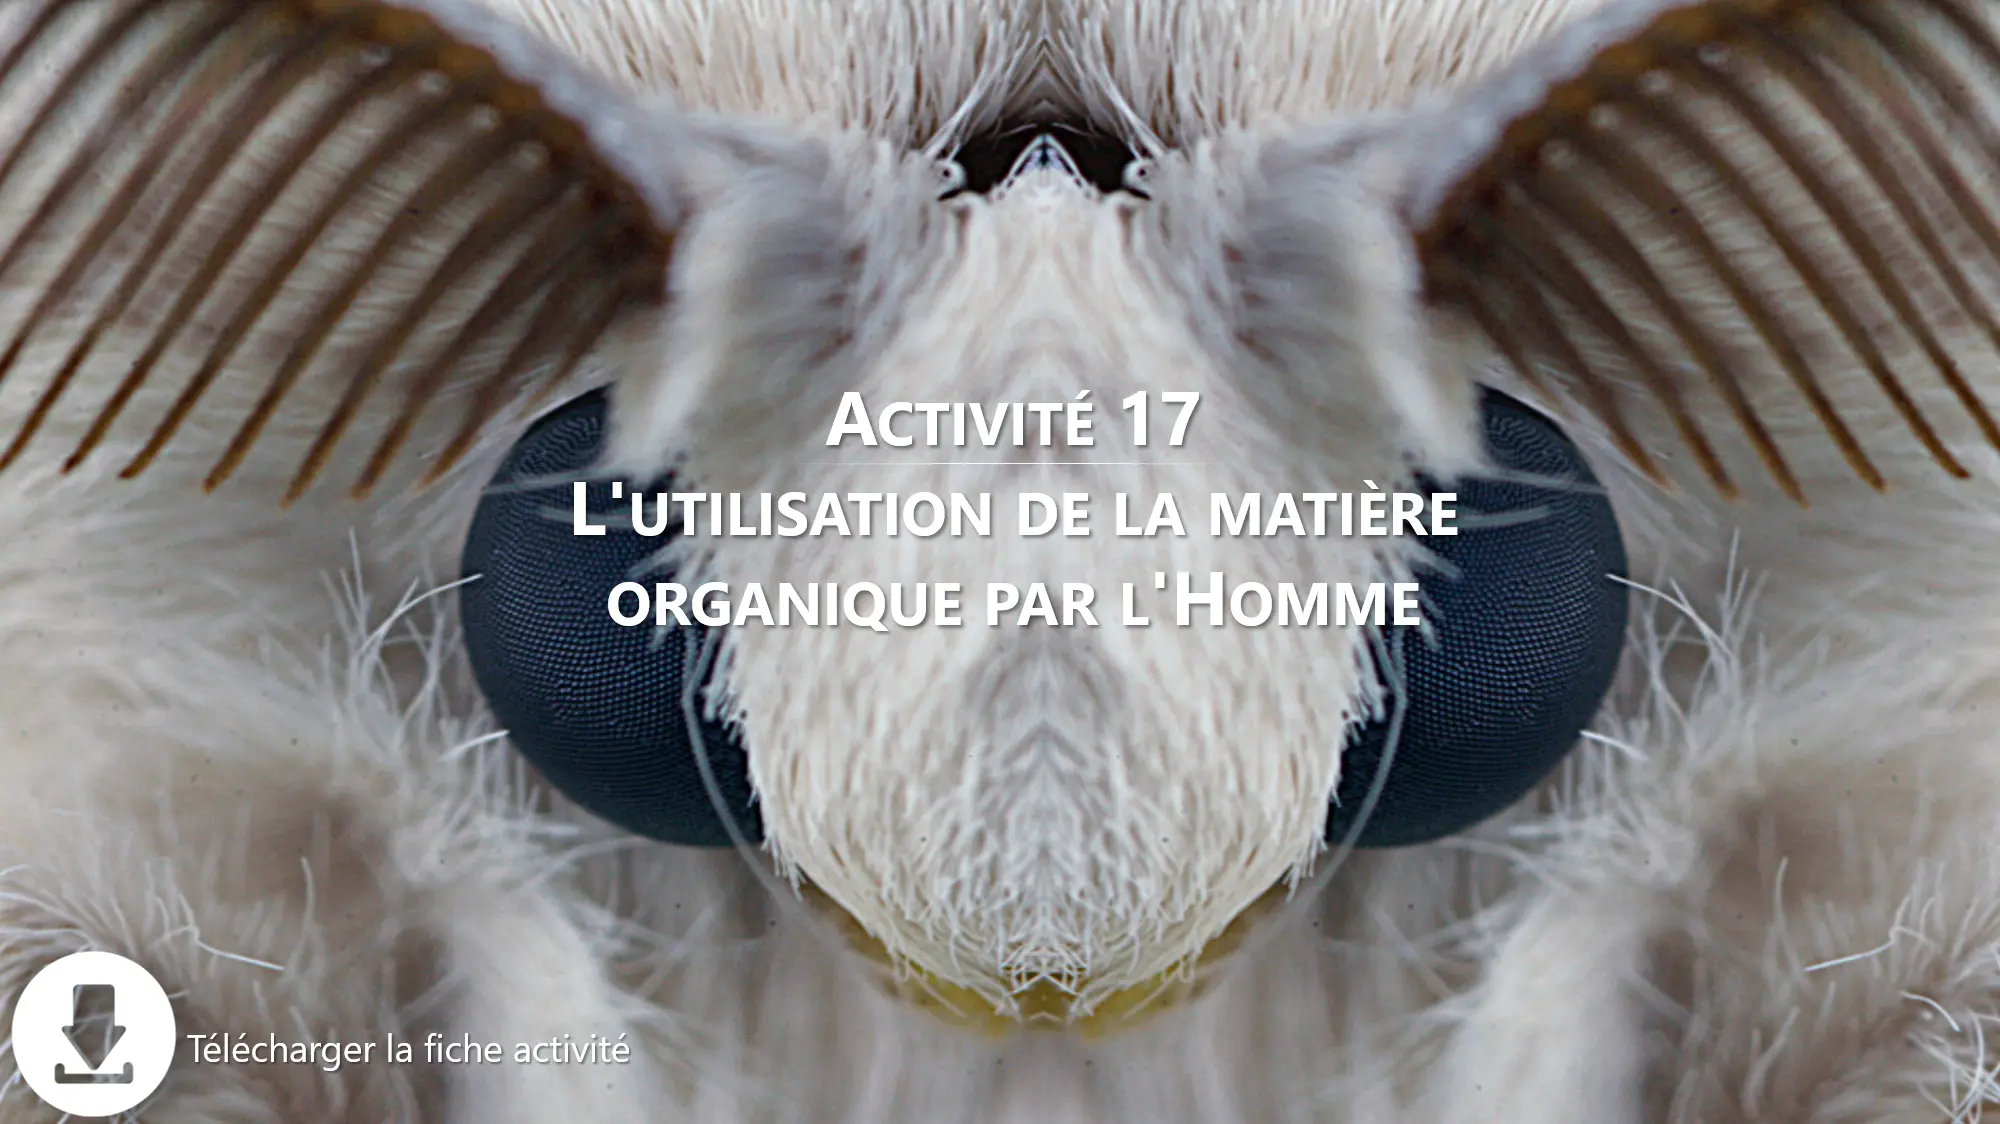 Activité 17
L'utilisation de la matière
organique par l'Homme
Télécharger la fiche activité